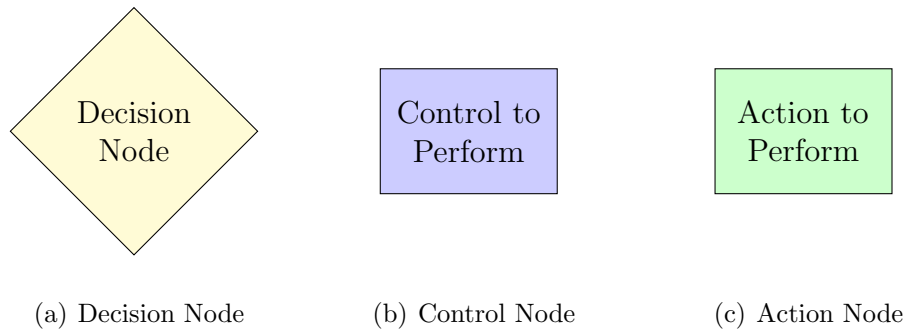 Decision
Node
Control to
Perform
Action to
Perform
(a) Decision Node
(b) Control Node
(c) Action Node